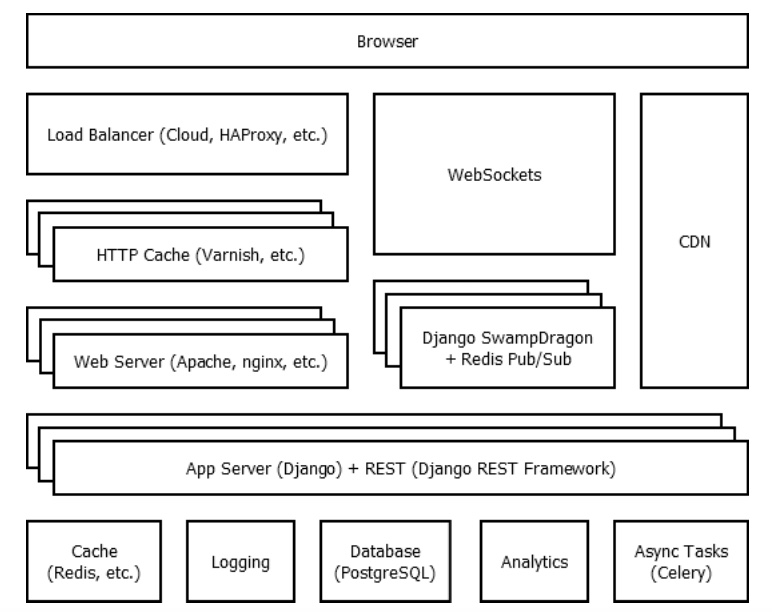 Browser
Load Balancer (Cloud, HAProxy, etc.)
WebSockets
CDN
HTTP Cache (Varnish, etc.)
Django SwampDragon
+ Redis Pub/Sub
Web Server (Apache, nginx, etc.)
App Server (Django) + REST (Django REST Framework)
Cache
(Redis, etc.)
Logging
Database
(PostgreSQL)
Analytics
Async Tasks
(Celery)